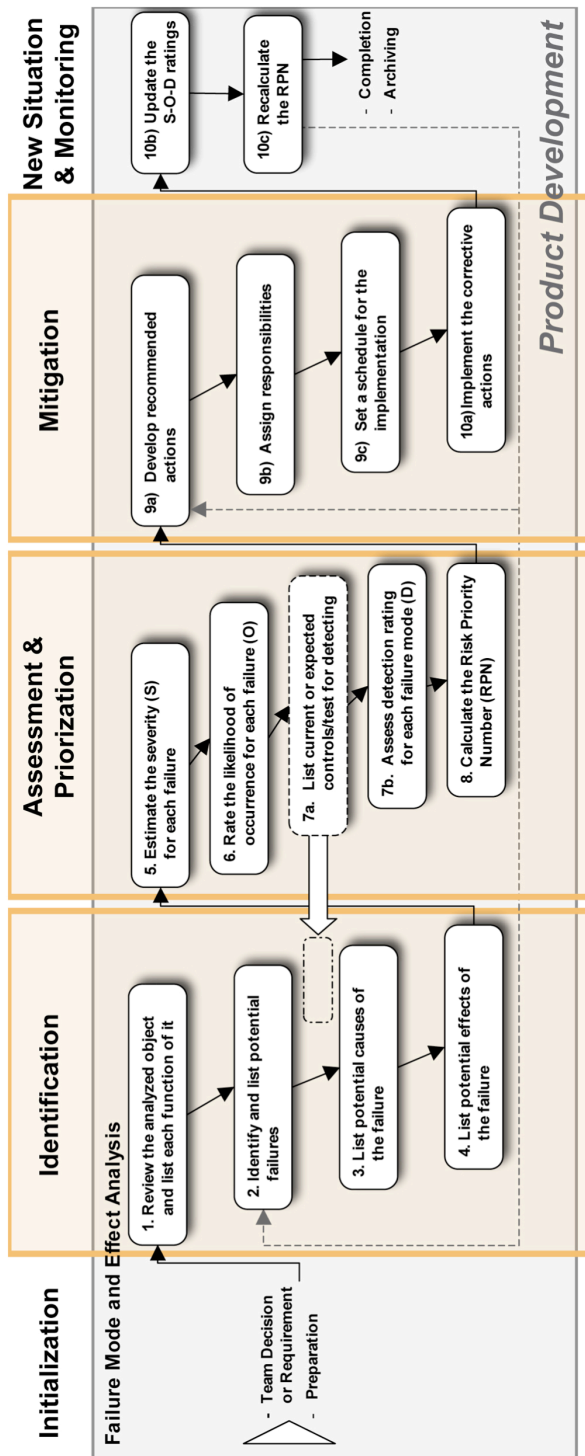 Initialization
Identification
Assessment &
Priorization
Mitigation
New Situation
& Monitoring
Failure Mode and Effect Analysis
- Team Decision
or Requirement
- Preparation
1. Review the analyzed object
and list each function of it
2. Identify and list potential
failures
3. List potential causes of
the failure
4. List potential effects of
the failure
5. Estimate the severity (S)
for each failure
6. Rate the likelihood of
occurrence for each failure (O)
7a. List current or expected
controls/test for detecting
7b. Assess detection rating
for each failure mode (D)
8. Calculate the Risk Priority
Number (RPN)
9a) Develop recommended
actions
9b) Assign responsibilities
9c) Set a schedule for the
implementation
10a)Implement the corrective
actions
10b) Update the
S-O-D ratings
10c) Recalculate
the RPN
- Completion
- Archiving
Product Development